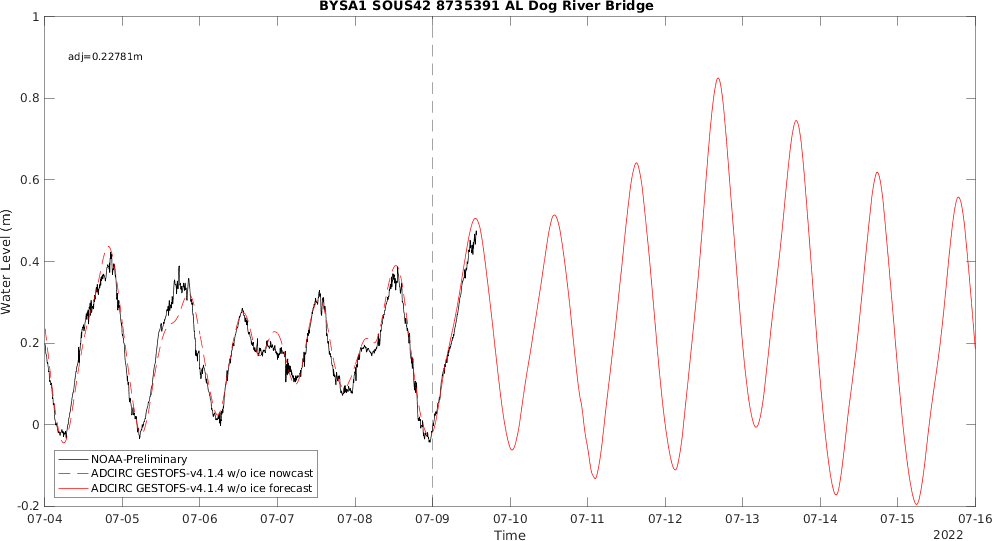 BYSA1 SOUS42 8735391 AL Dog River Bridge
adj=0.22781m
1
0.8
0.6
0.4
0.2
0
-0.2
Water Level (m)
NOAA-Preliminary
ADCIRC GESTOFS-v4.1.4 w/o ice nowcast
ADCIRC GESTOFS-v4.1.4 w/o ice forecast
07-04 07-05 07-06 07-07 07-08 07-09 07-10 07-11 07-12 07-13 07-14 07-15 07-16
Time
2022